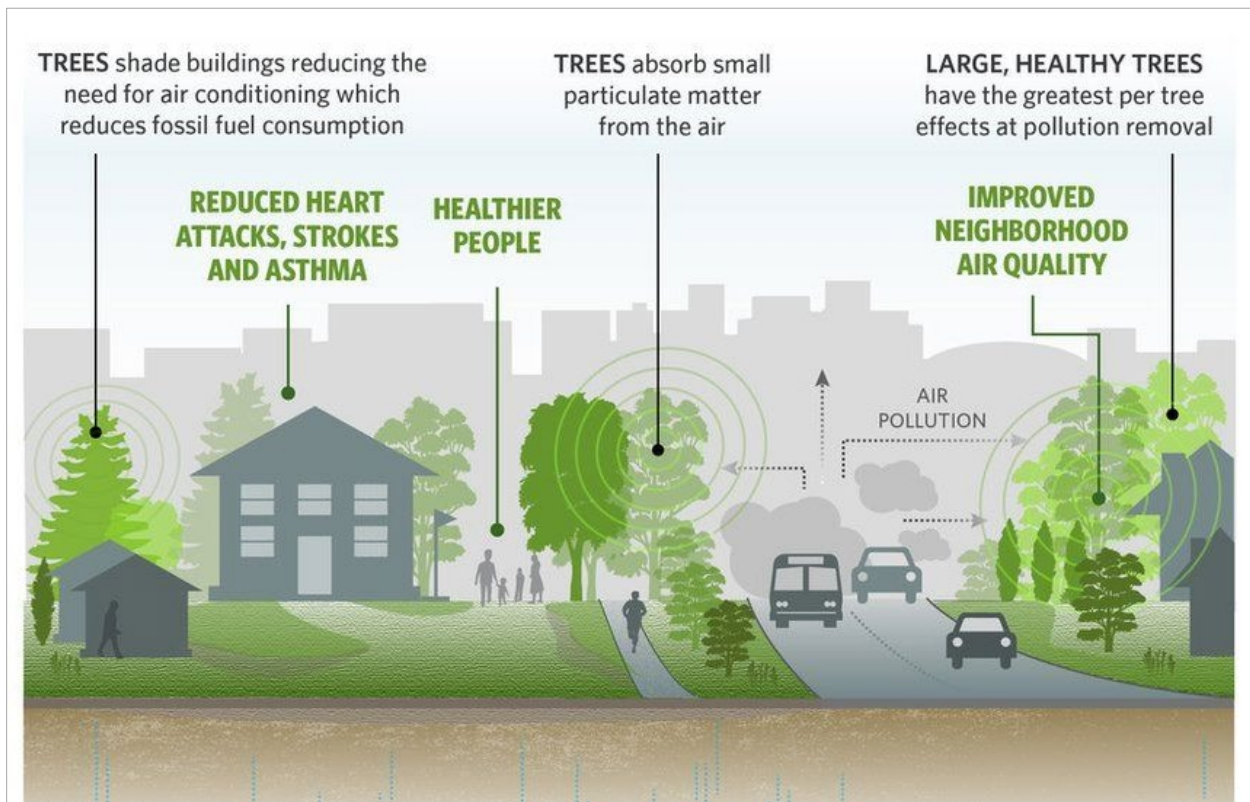 TREES shade buildings reducing the
need for air conditioning which
reduces fossil fuel consumption
TREES absorb small
particulate matter
from the air
LARGE, HEALTHY TREES
have the greatest per tree
effects at pollution removal
REDUCED HEART
ATTACKS, STROKES
AND ASTHMA
HEALTHIER
PEOPLE
IMPROVED
NEIGHBORHOOD
AIR QUALITY
AIR
POLLUTION